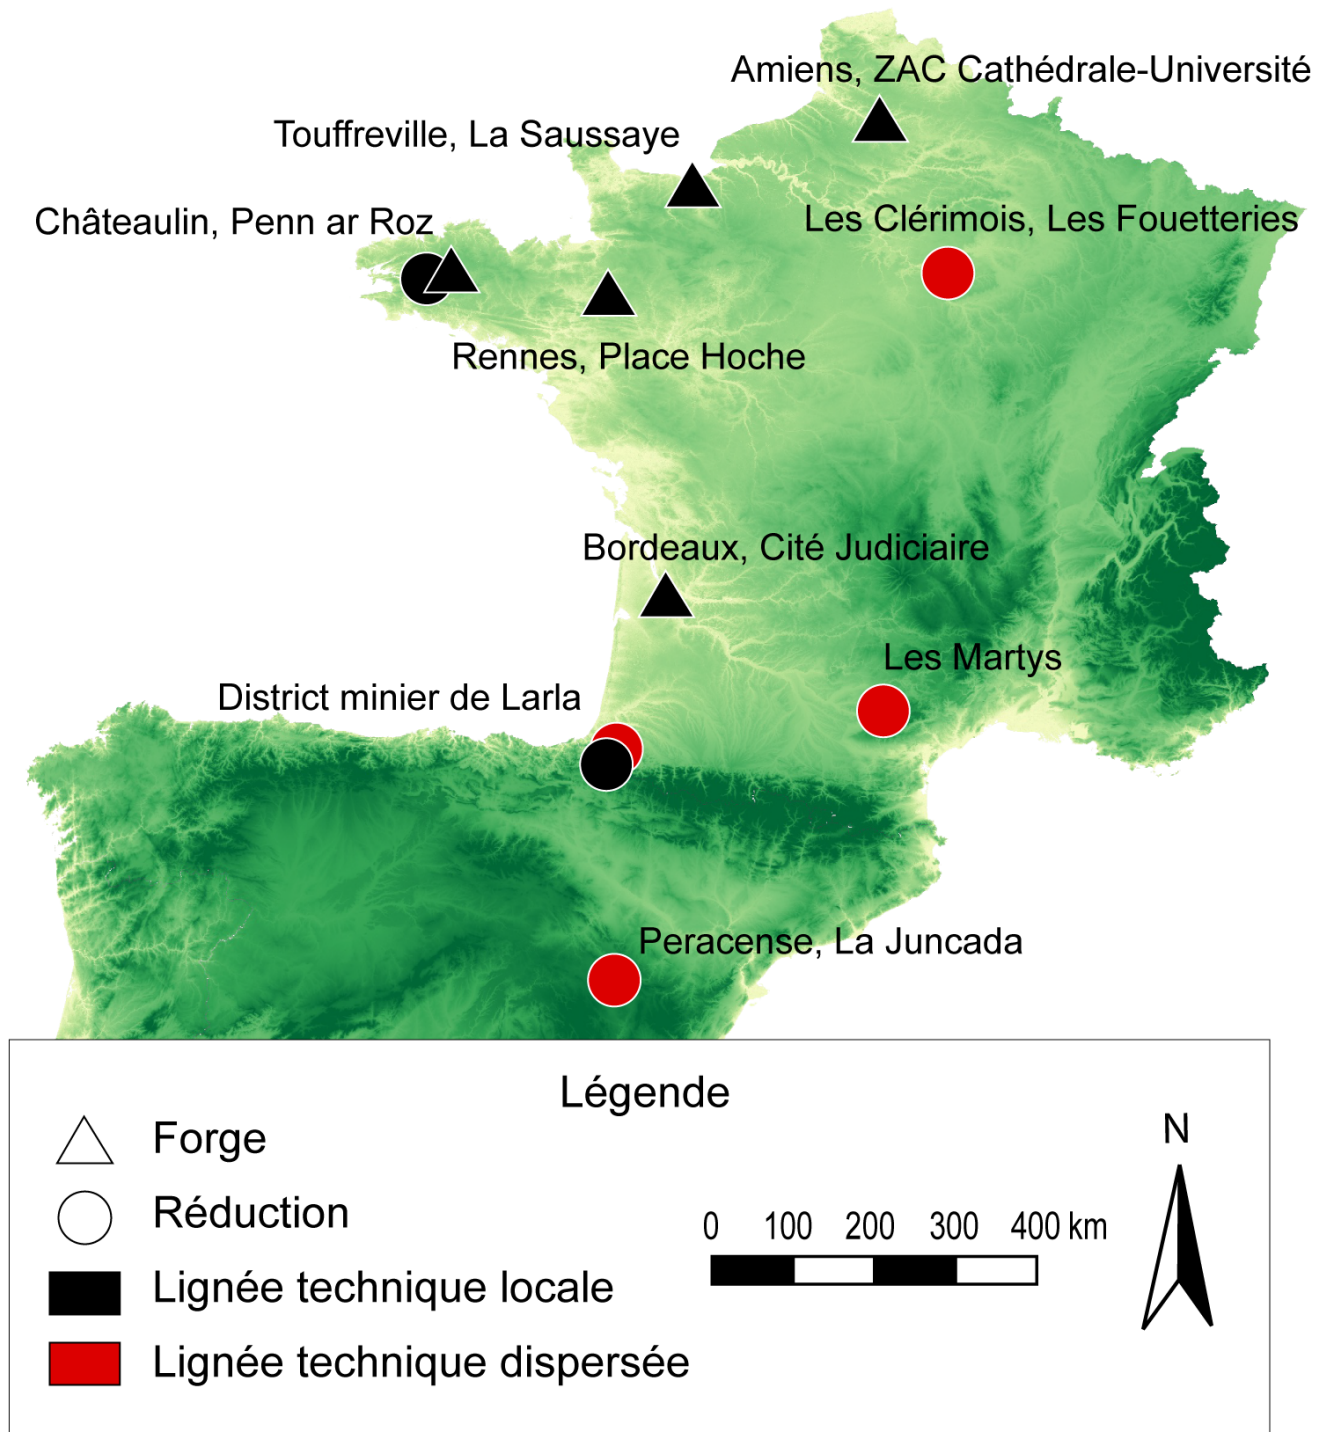 Amiens, ZAC Cathédrale-Université
Touffreville, La Saussaye
Châteaulin, Penn ar Roz
Les Clérimois, Les Fouetteries
Rennes, Place Hoche
Bordeaux, Cité Judiciaire
Les Martys
District minier de Larla
Peracense, La Juncada
Légende
Forge
Réduction
Lignée technique locale
Lignée technique dispersée
0 100 200 300 400 km
N